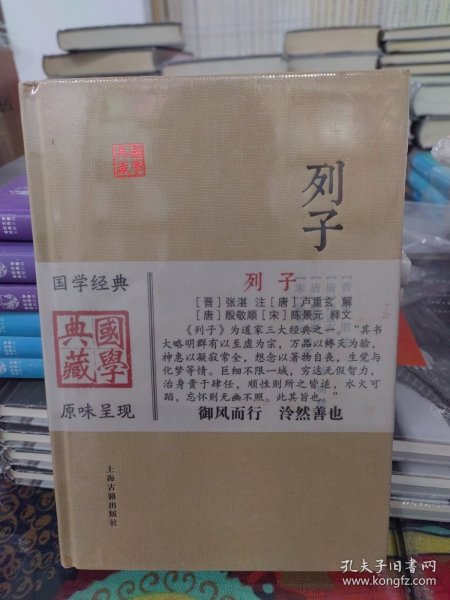 列子
国学经典
國學
典藏
原味呈现
列子
[晋] 张湛 注 [唐] 卢重玄 解
[唐] 殷敬顺 [宋] 陈景元 释文
《列子》为道家三大经典之一。“其书
大略明群有以至虚为宗，万品以终灭为验，
神惠以凝寂常全，想念以著物自丧，生觉与
化梦等情。巨细不限一域，穷达无假智力，
治身贵于肆任，顺性则所之皆适，水火可
蹈，忘怀则无幽不照。此其旨也。”
御风而行 泠然善也
上海古籍出版社
孔夫子旧书网
www.kongfz.com